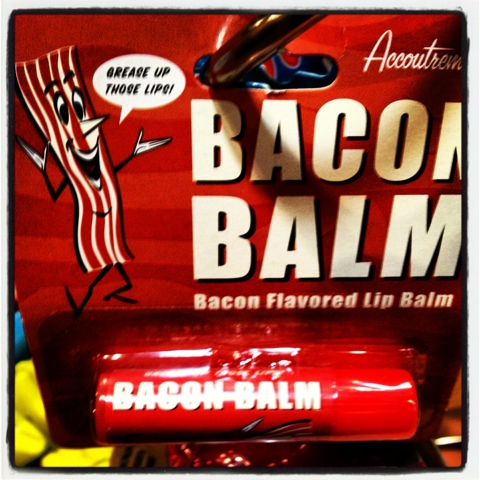 Accoutrem
GREASE UP
THOSE LIPS!
BACON
BALM
Bacon Flavored Lip Balm
BACON BALM